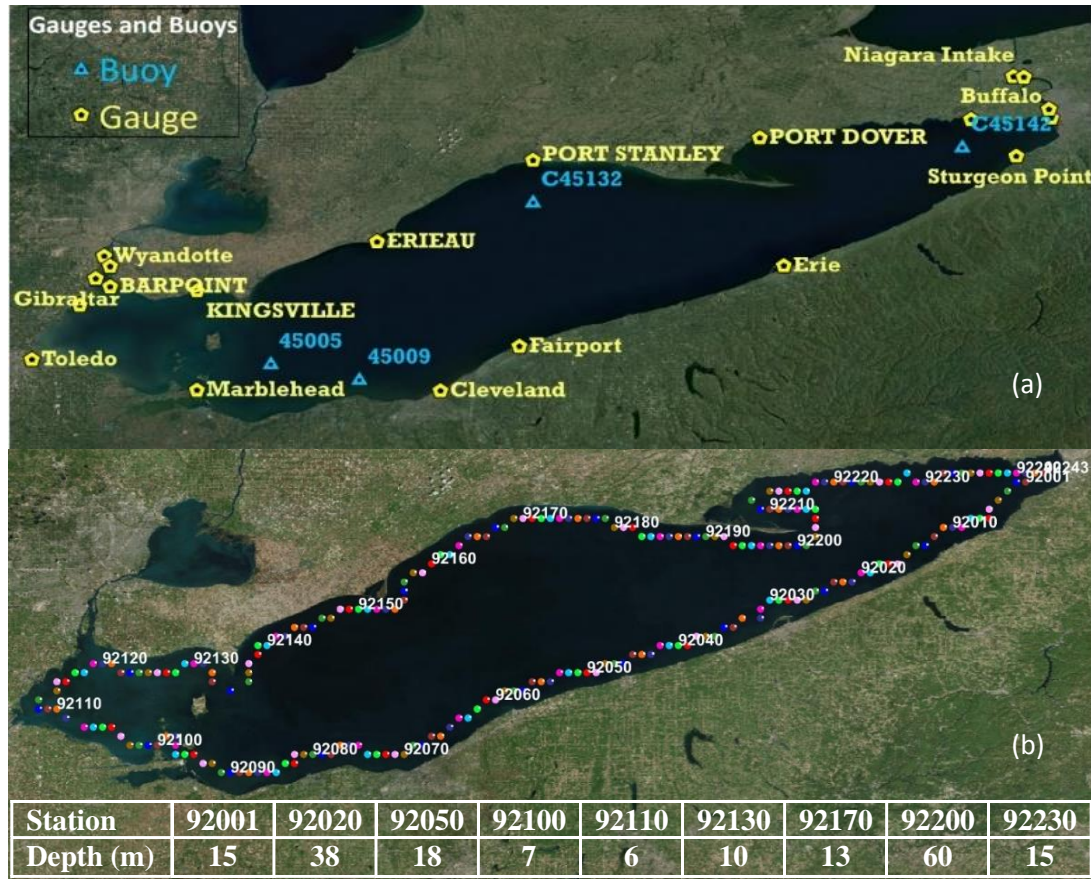 Gauges and Buoys
Buoy
Gauge
Niagara Intake
Buffalo
C45142
PORT DOVER
PORT STANLEY
Sturgeon Point
C45132
ERIEAU
Wyandotte
Erie
BARPOINT
Gibraltar
KINGSVILLE
45005
Fairport
Toledo
45009
Marblehead
Cleveland
(a)
92243
92001
92220
92230
92210
92010
92170
92180
92190
92200
92160
92020
92150
92030
92140
92040
92120
92130
92050
92110
92060
92100
92080
92070
92090
(b)
Station 92001 92020 92050 92100 92110 92130 92170 92200 92230
Depth (m) 15 38 18 7 6 10 13 60 15